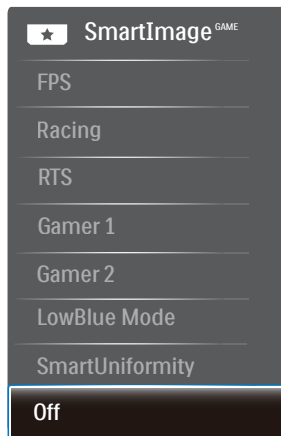 SmartImage GAME
FPS
Racing
RTS
Gamer 1
Gamer 2
LowBlue Mode
SmartUniformity
Off